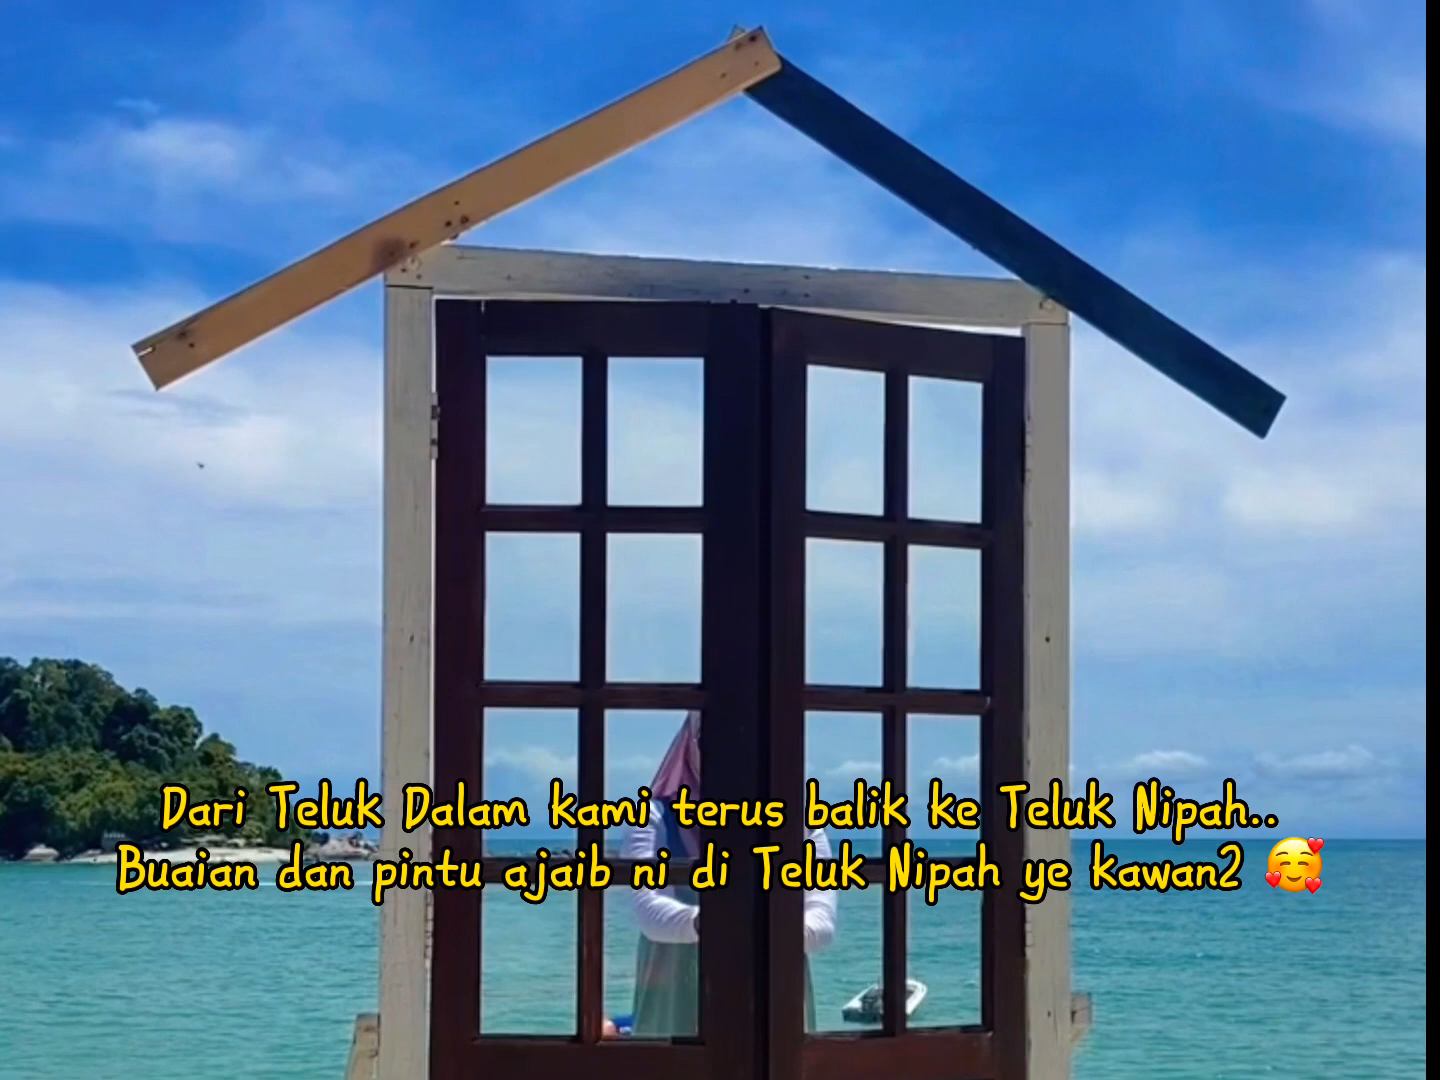 Dari Teluk Dalam kami terus balik ke Teluk Nipah..
Buaian dan pintu ajaib ni di Teluk Nipah ye kawan2 🥰